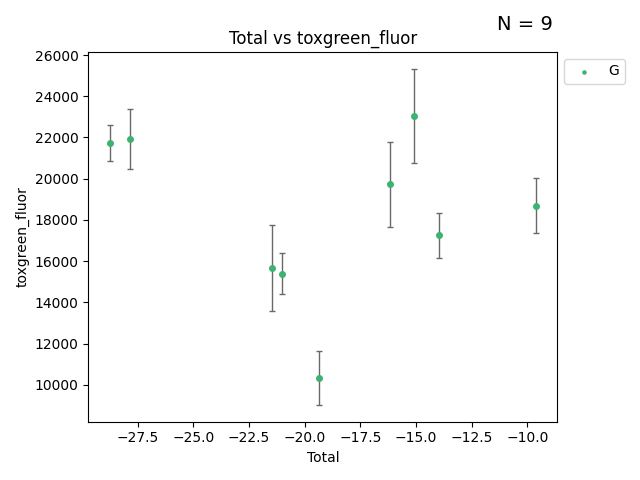 N = 9
Total vs toxgreen_fluor
G
toxgreen_fluor
26000
24000
22000
20000
18000
16000
14000
12000
10000
−27.5 −25.0 −22.5 −20.0 −17.5 −15.0 −12.5 −10.0
Total